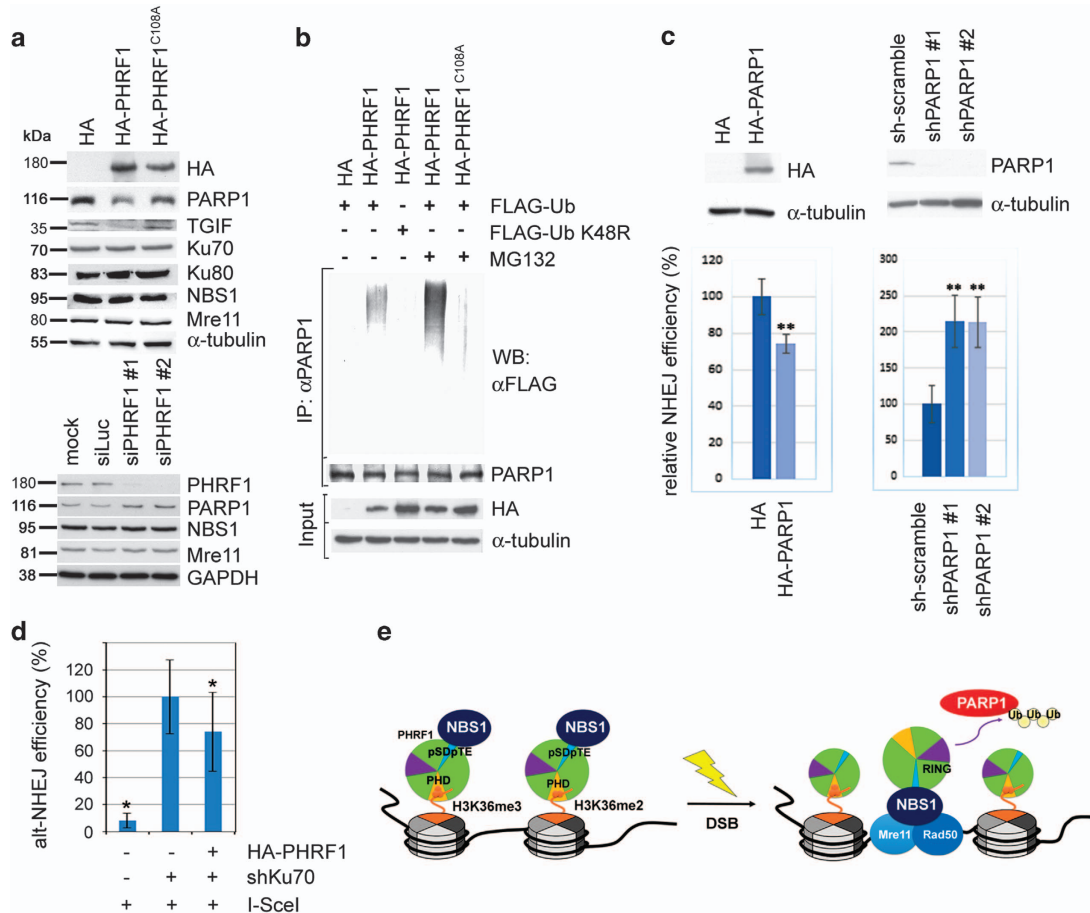 a
HA
HA-PHRF1
HA-PHRF1C108A
kDa
180 HA
116 PARP1
35 TGIF
70 Ku70
83 Ku80
95 NBS1
80 Mre11
55 α-tubulin
mock
siLuc
siPHRF1 #1
siPHRF1 #2
180 PHRF1
116 PARP1
95 NBS1
81 Mre11
38 GAPDH
b
HA
HA-PHRF1
HA-PHRF1
HA-PHRF1
HA-PHRF1 C108A
+ + - + + FLAG-Ub
- - + - - FLAG-Ub K48R
- - - + + MG132
IP: αPARP1
WB:
αFLAG
PARP1
Input
HA
α-tubulin
c
HA
HA-PARP1
HA
α-tubulin
sh-scramble
shPARP1 #1
shPARP1 #2
PARP1
α-tubulin
relative NHEJ efficiency (%)
120
100
80
60
40
20
0
**
HA
HA-PARP1
300
250
200
150
100
50
0
** **
sh-scramble
shPARP1 #1
shPARP1 #2
d
alt-NHEJ efficiency (%)
120
100
80
60
40
20
0
* *
- - + HA-PHRF1
- + + shKu70
+ + + I-SceI
e
NBS1
PHRF1
pSDpTE
PHD
H3K36me3
NBS1
pSDpTE
PHD
H3K36me2
DSB
PARP1
Ub Ub Ub
RING
NBS1
Mre11 Rad50